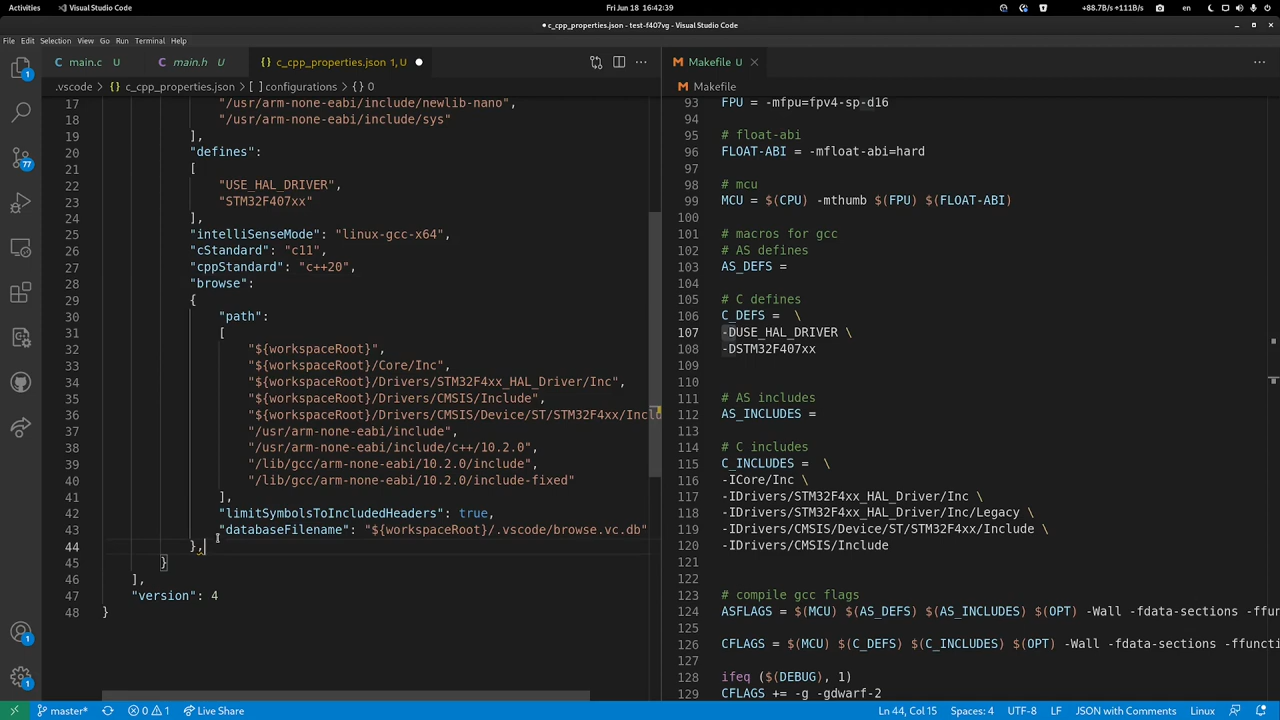 Activities
Visual Studio Code
Fri Jun 18 16:42:39
+88.7B/s +111B/s
en
● c_cpp_properties.json - test-f407vg - Visual Studio Code
File Edit Selection View Go Run Terminal Help
main.c U
main.h U
{} c_cpp_properties.json 1, U ●
Makefile U
.vscode > {} c_cpp_properties.json > [ ] configurations > {} 0
Makefile
17 "/usr/arm-none-eabi/include/newlib-nano",
18 "/usr/arm-none-eabi/include/sys"
19 ],
20 "defines":
21 [
22 "USE_HAL_DRIVER",
23 "STM32F407xx"
24 ],
25 "intelliSenseMode": "linux-gcc-x64",
26 "cStandard": "c11",
27 "cppStandard": "c++20",
28 "browse":
29 {
30 "path":
31 [
32 "${workspaceRoot}",
33 "${workspaceRoot}/Core/Inc",
34 "${workspaceRoot}/Drivers/STM32F4xx_HAL_Driver/Inc",
35 "${workspaceRoot}/Drivers/CMSIS/Include",
36 "${workspaceRoot}/Drivers/CMSIS/Device/ST/STM32F4xx/Inclu
37 "/usr/arm-none-eabi/include",
38 "/usr/arm-none-eabi/include/c++/10.2.0",
39 "/lib/gcc/arm-none-eabi/10.2.0/include",
40 "/lib/gcc/arm-none-eabi/10.2.0/include-fixed"
41 ],
42 "limitSymbolsToIncludedHeaders": true,
43 "databaseFilename": "${workspaceRoot}/.vscode/browse.vc.db"
44 },
45 }
46 ],
47 "version": 4
48 }
93 FPU = -mfpu=fpv4-sp-d16
94
95 # float-abi
96 FLOAT-ABI = -mfloat-abi=hard
97
98 # mcu
99 MCU = $(CPU) -mthumb $(FPU) $(FLOAT-ABI)
100
101 # macros for gcc
102 # AS defines
103 AS_DEFS =
104
105 # C defines
106 C_DEFS = \
107 -DUSE_HAL_DRIVER \
108 -DSTM32F407xx
109
110
111 # AS includes
112 AS_INCLUDES =
113
114 # C includes
115 C_INCLUDES = \
116 -ICore/Inc \
117 -IDrivers/STM32F4xx_HAL_Driver/Inc \
118 -IDrivers/STM32F4xx_HAL_Driver/Inc/Legacy \
119 -IDrivers/CMSIS/Device/ST/STM32F4xx/Include \
120 -IDrivers/CMSIS/Include
121
122
123 # compile gcc flags
124 ASFLAGS = $(MCU) $(AS_DEFS) $(AS_INCLUDES) $(OPT) -Wall -fdata-sections -ffun
125
126 CFLAGS = $(MCU) $(C_DEFS) $(C_INCLUDES) $(OPT) -Wall -fdata-sections -ffuncti
127
128 ifeq ($(DEBUG), 1)
129 CFLAGS += -g -gdwarf-2
1
77
1
1
master*
0 1
Live Share
Ln 44, Col 15
Spaces: 4
UTF-8
LF
JSON with Comments
Linux